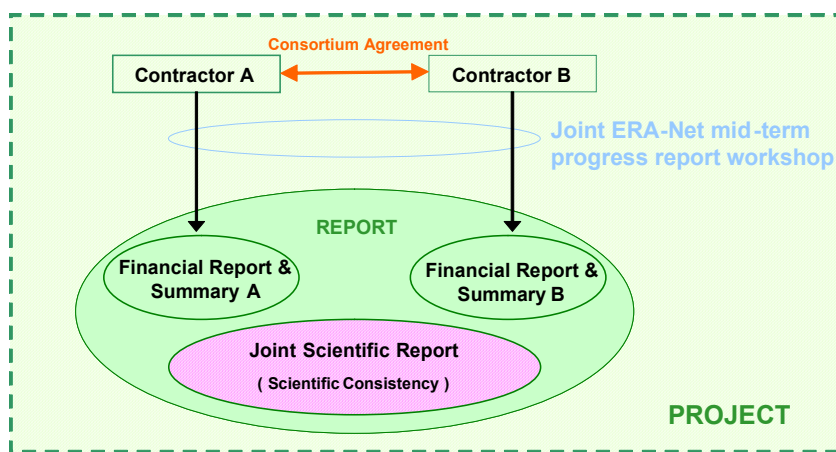 Consortium Agreement
Contractor A
Contractor B
Joint ERA-Net mid-term
progress report workshop
REPORT
Financial Report &
Summary A
Financial Report &
Summary B
Joint Scientific Report
( Scientific Consistency )
PROJECT